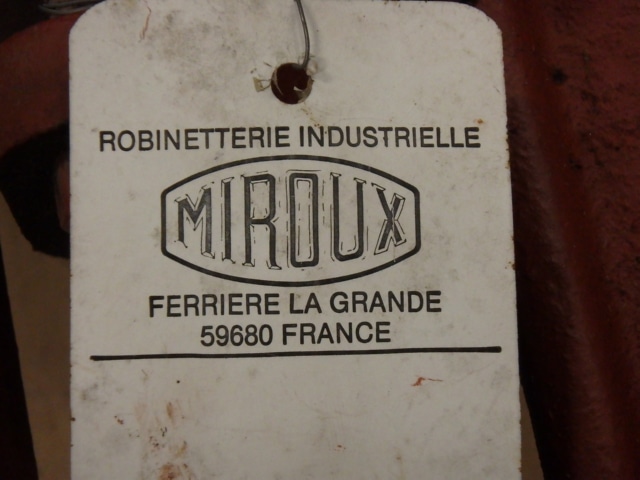 ROBINETTERIE INDUSTRIELLE
MIROUX
FERRIERE LA GRANDE
59680 FRANCE